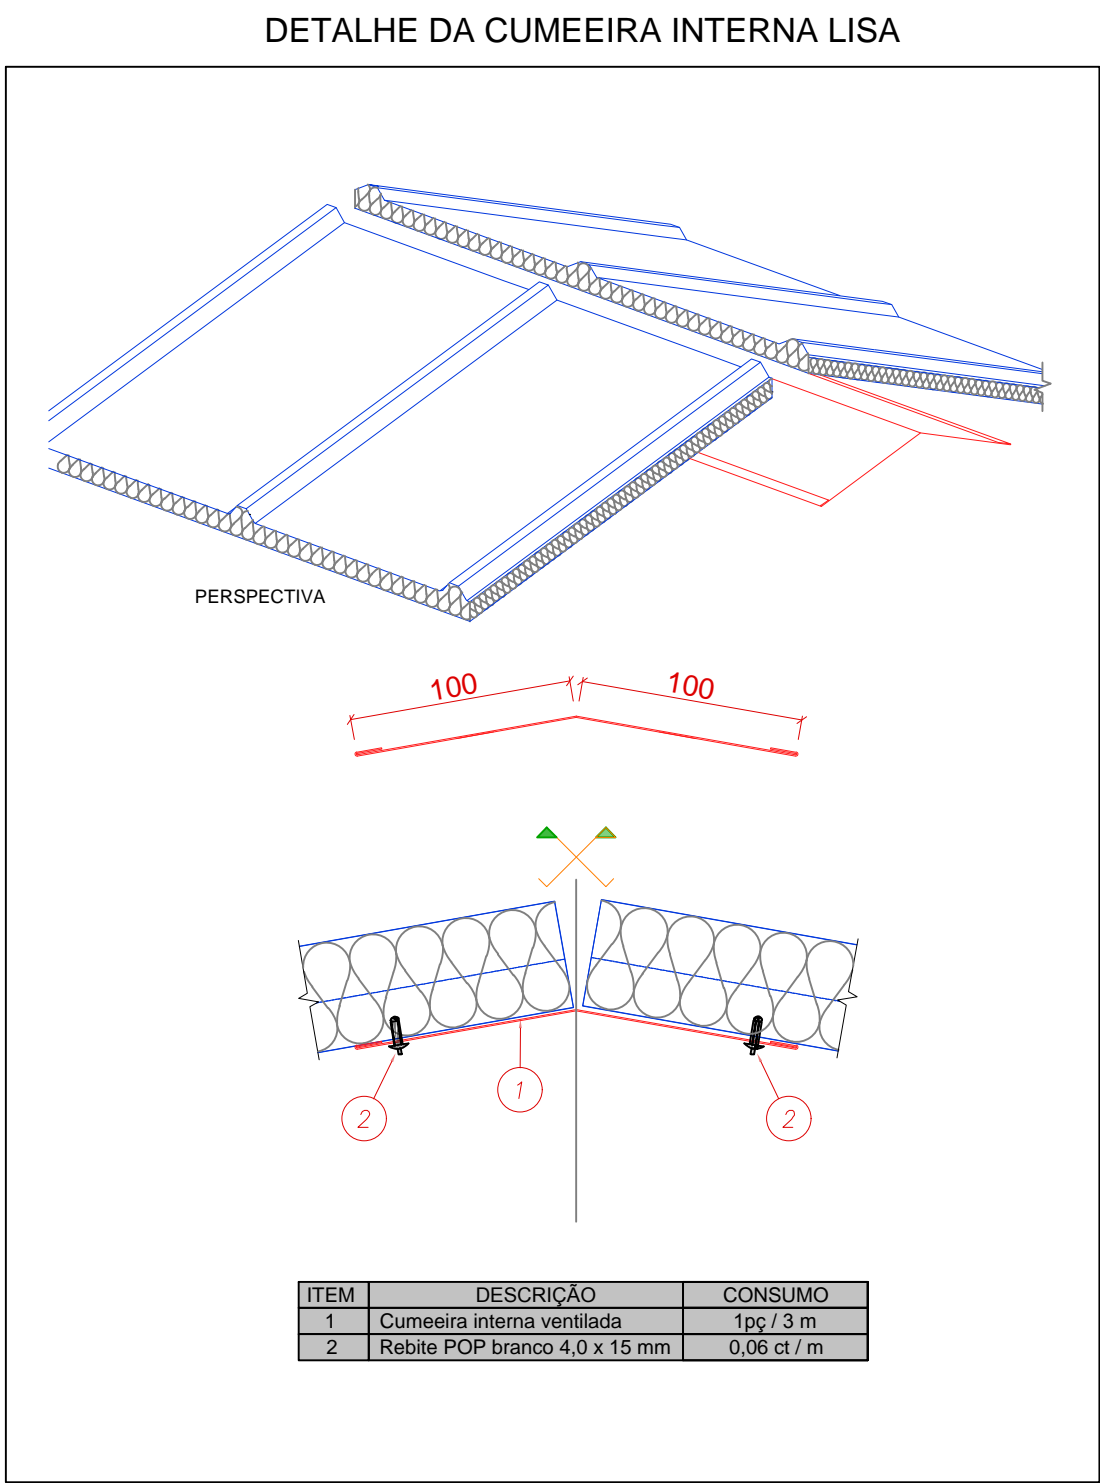 DETALHE DA CUMEEIRA INTERNA LISA
PERSPECTIVA
100 100
2 1 2
ITEM DESCRIÇÃO CONSUMO
1 Cumeeira interna ventilada 1pç / 3 m
2 Rebite POP branco 4,0 x 15 mm 0,06 ct / m